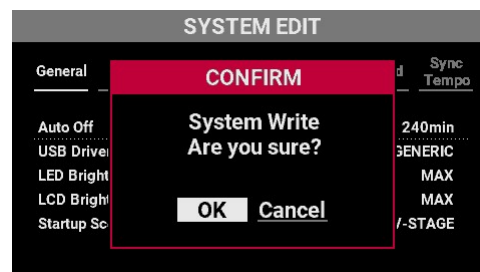 SYSTEM EDIT
General
Sync
Tempo
CONFIRM
System Write
Are you sure?
OK Cancel
Auto Off 240min
USB Driver GENERIC
LED Bright MAX
LCD Bright MAX
Startup Sc V-STAGE